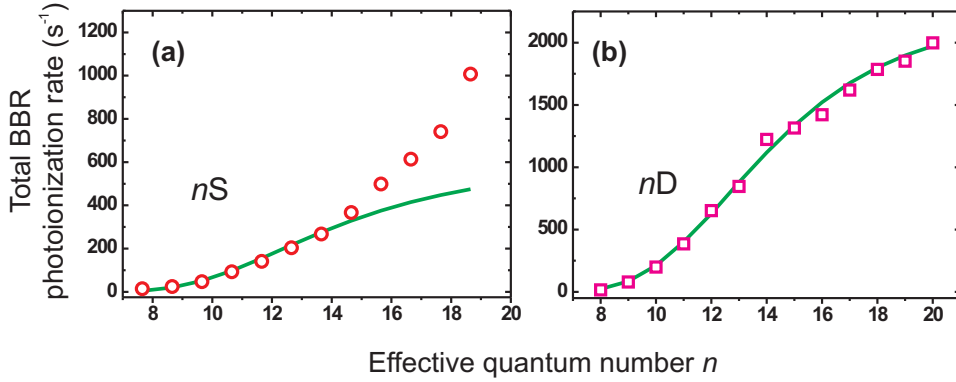 Total BBR
photoionization rate (s⁻¹)
(a)
nS
1200
1000
800
600
400
200
0
8 10 12 14 16 18 20
(b)
nD
2000
1500
1000
500
0
8 10 12 14 16 18 20
Effective quantum number n